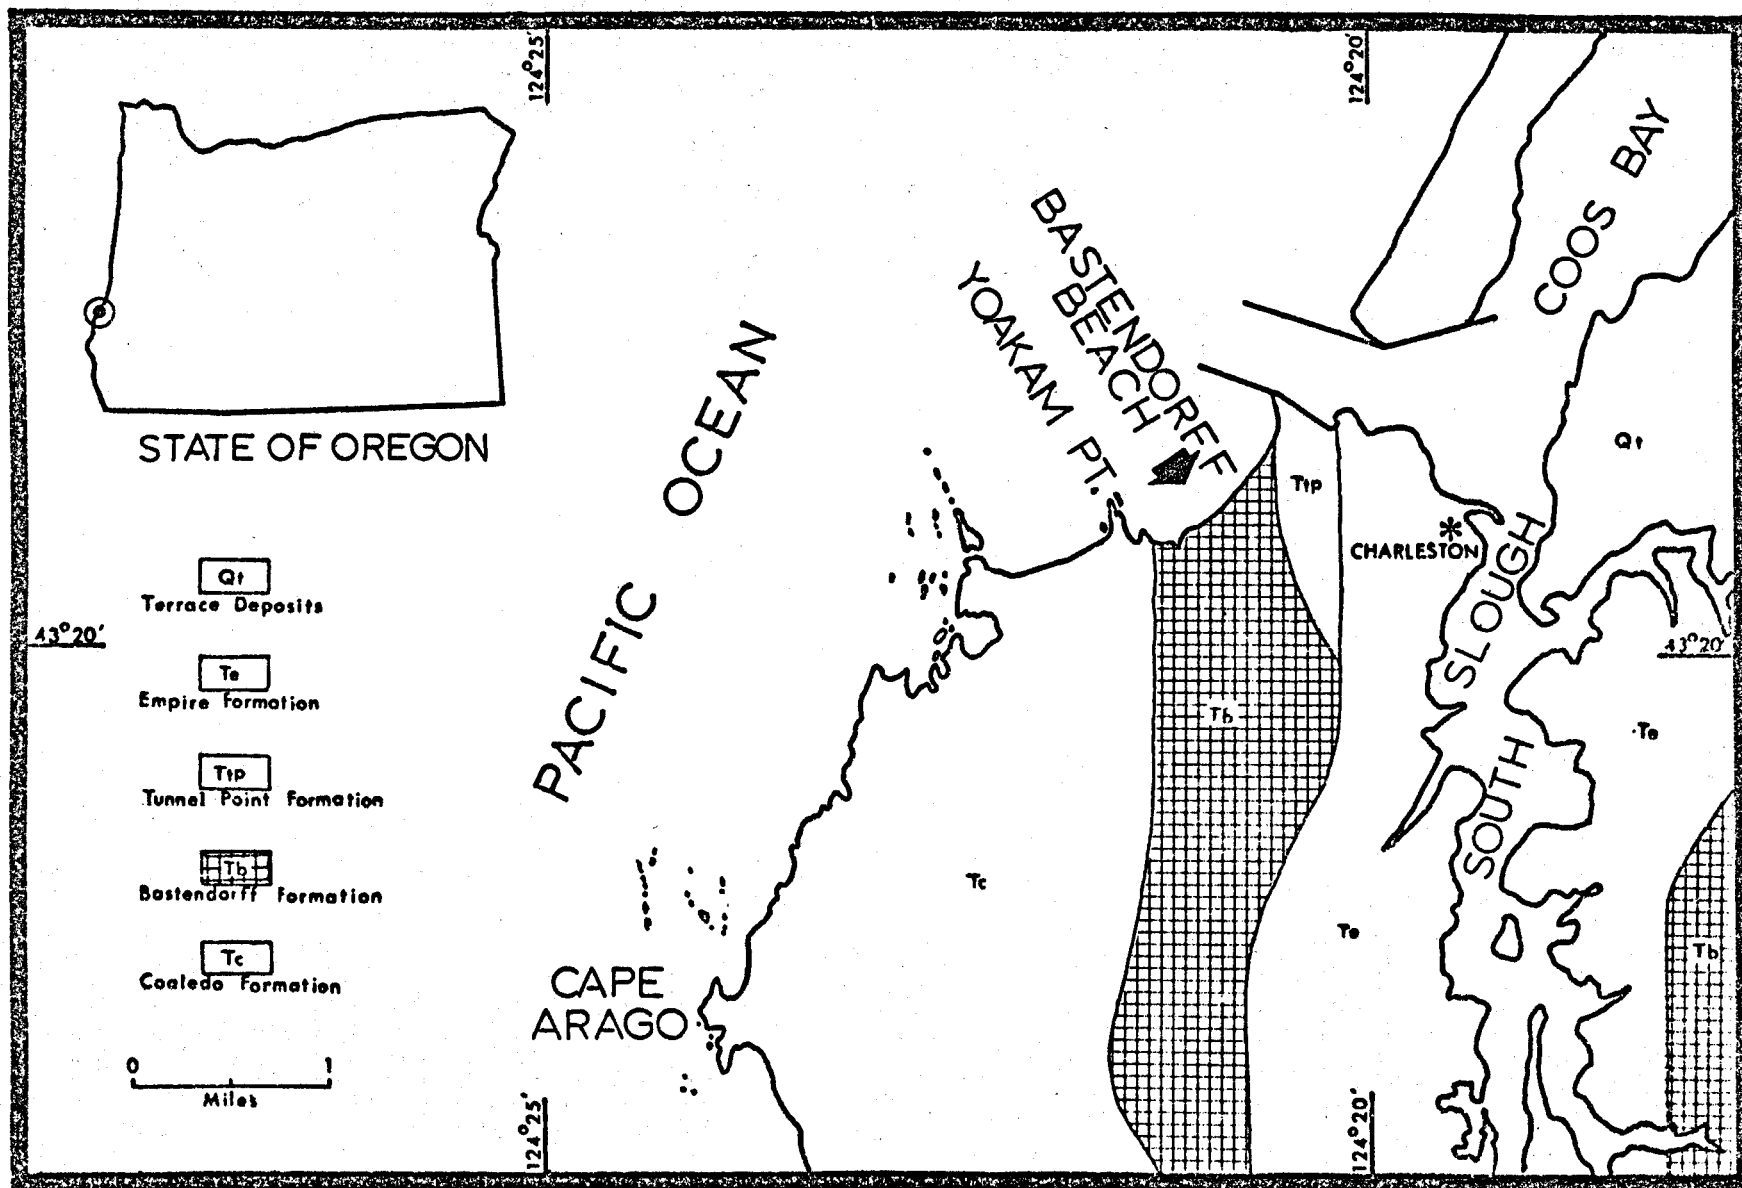 124°25'
124°20'
COOS BAY
BASTENDORFF
BEACH
YOAKAM PT.
PACIFIC OCEAN
STATE OF OREGON
Qt
Ttp
CHARLESTON
Qt
Terrace Deposits
43°20'
43°20'
SOUTH SLOUGH
Te
Empire Formation
Tb
Te
Ttp
Tunnel Point Formation
Tb
Bastendorff Formation
Tc
Te
Tb
Tc
Coaledo Formation
CAPE
ARAGO
0 1
Miles
124°25'
124°20'